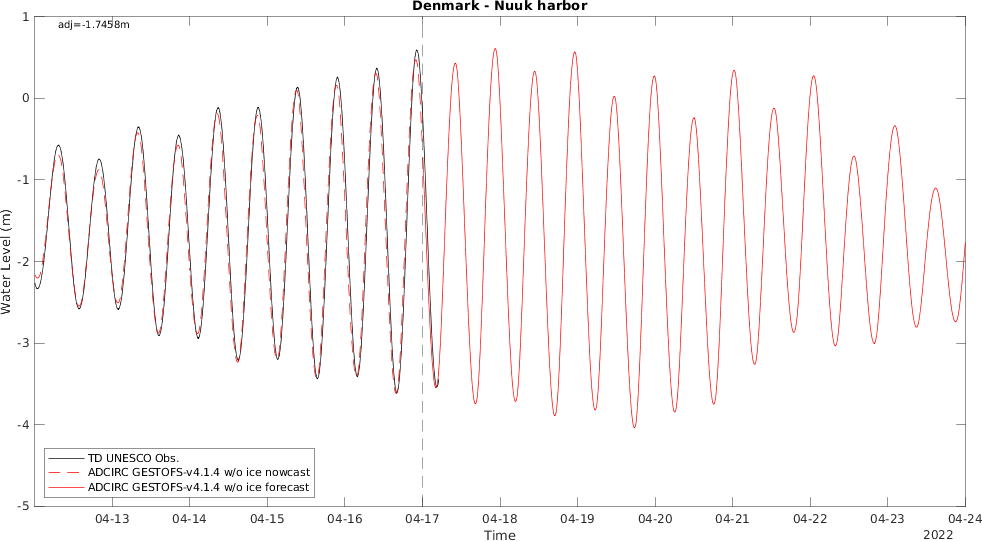 Denmark - Nuuk harbor
adj=-1.7458m
1
0
-1
-2
-3
-4
-5
Water Level (m)
TD UNESCO Obs.
ADCIRC GESTOFS-v4.1.4 w/o ice nowcast
ADCIRC GESTOFS-v4.1.4 w/o ice forecast
04-13 04-14 04-15 04-16 04-17 04-18 04-19 04-20 04-21 04-22 04-23 04-24
Time
2022